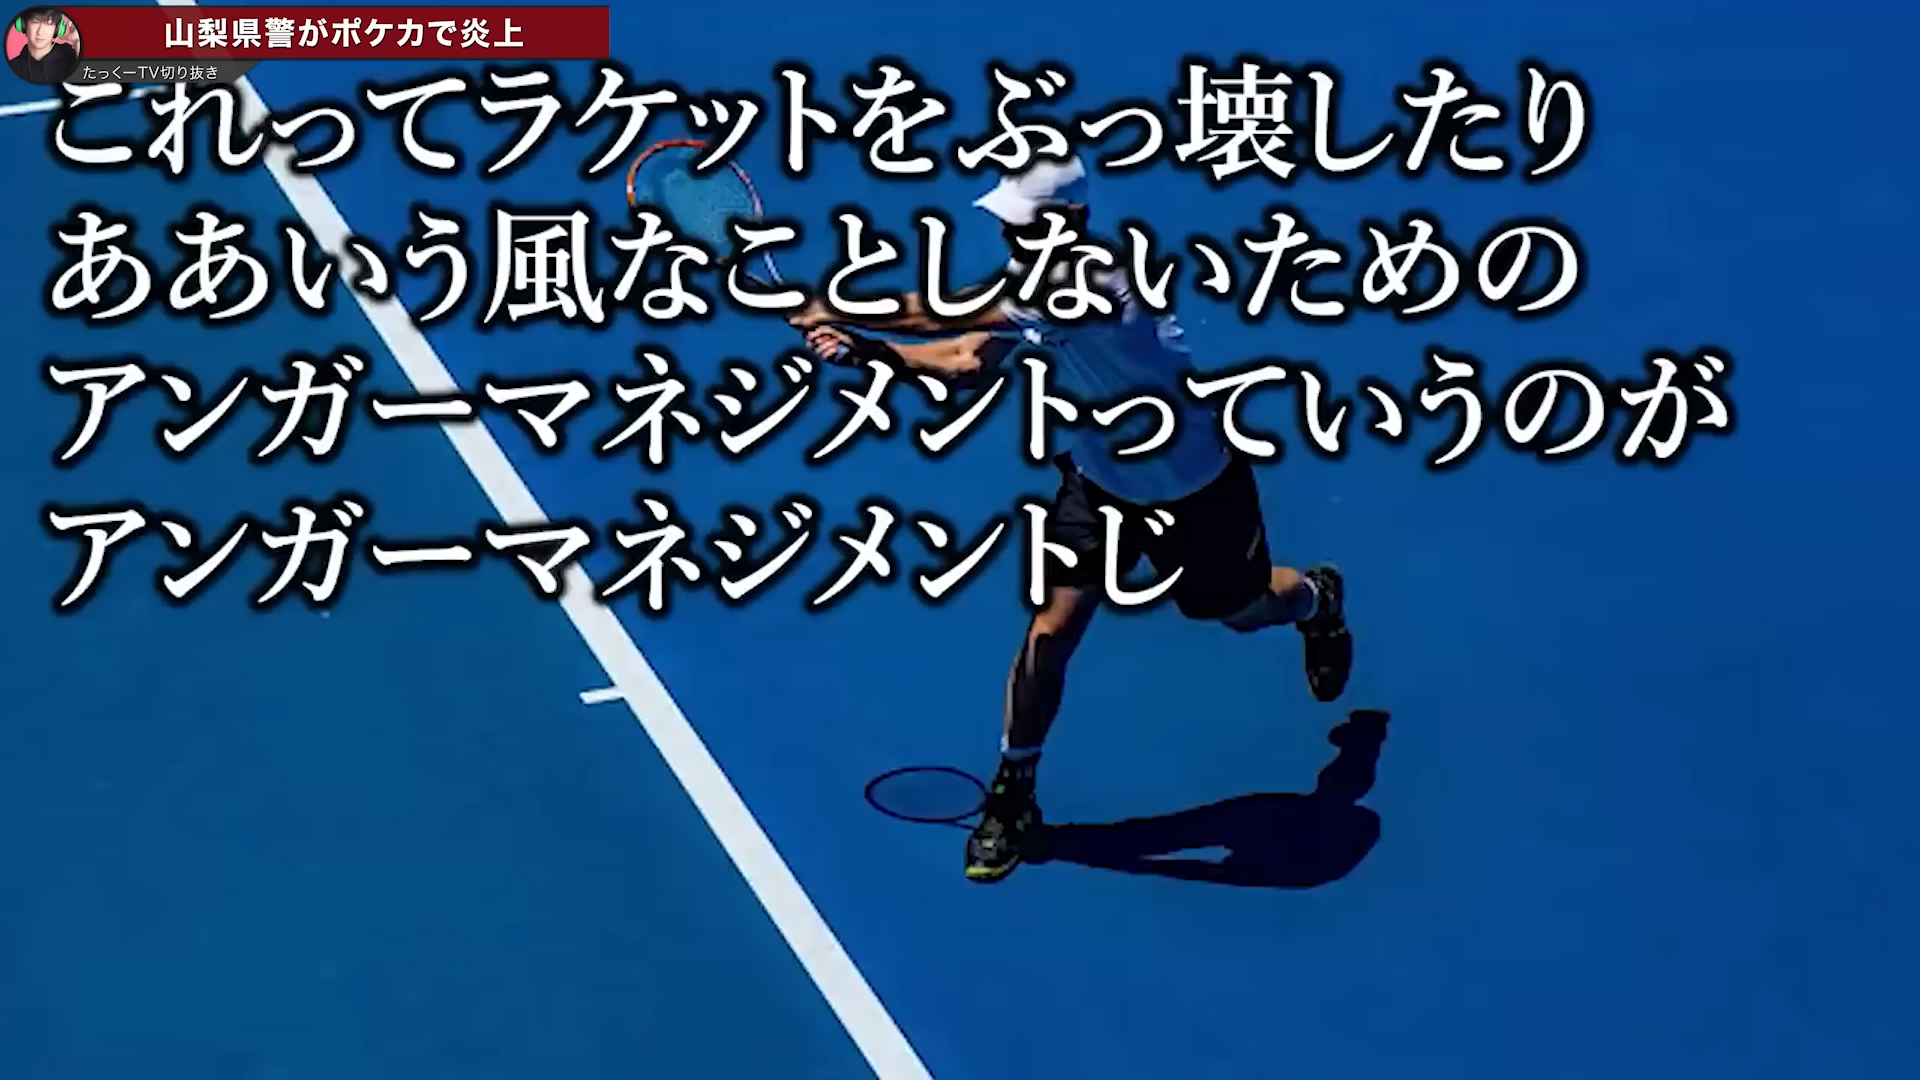 山梨県警がポケカで炎上
たっくーTV切り抜き
これってラケットをぶっ壊したり
ああいう風なことしないための
アンガーマネジメントっていうのが
アンガーマネジメントじ